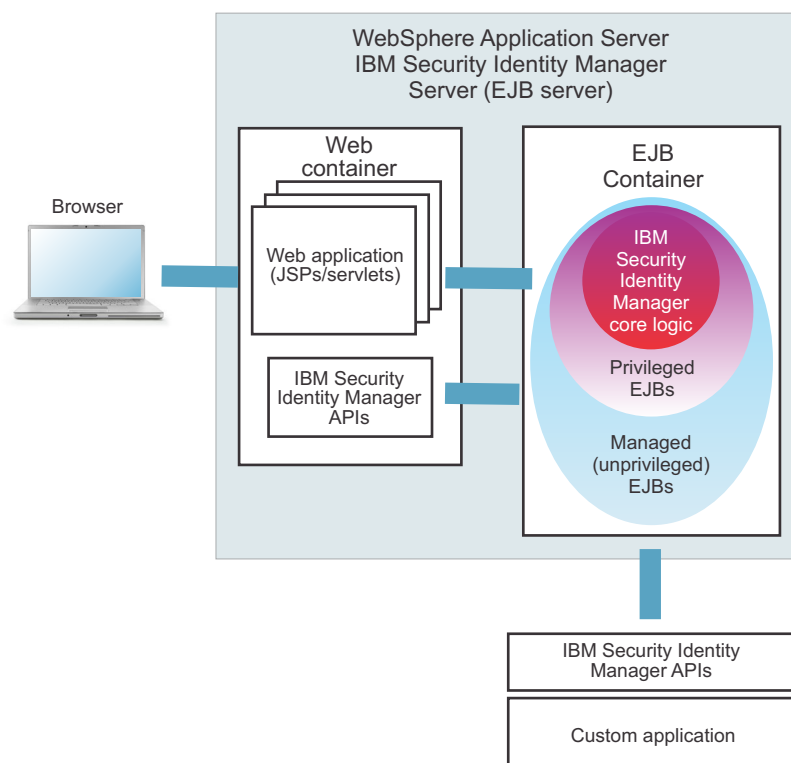 WebSphere Application Server
IBM Security Identity Manager
Server (EJB server)
Web
container
EJB
Container
Browser
Web application
(JSPs/servlets)
IBM
Security
Identity
Manager
core logic
Privileged
EJBs
IBM Security
Identity Manager
APIs
Managed
(unprivileged)
EJBs
IBM Security Identity
Manager APIs
Custom application